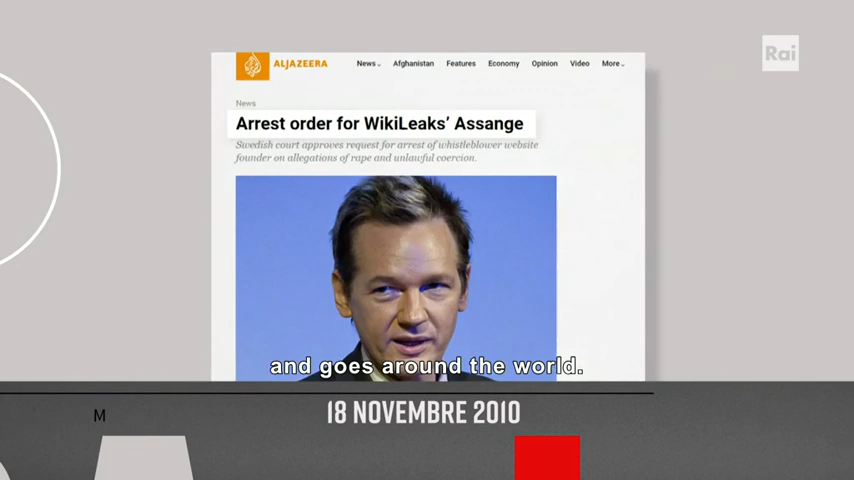 Rai
ALJAZEERA
News Afghanistan Features Economy Opinion Video More
News
Arrest order for WikiLeaks' Assange
Swedish court approves request for arrest of whistleblower website
founder on allegations of rape and unlawful coercion.
and goes around the world.
18 NOVEMBRE 2010
M